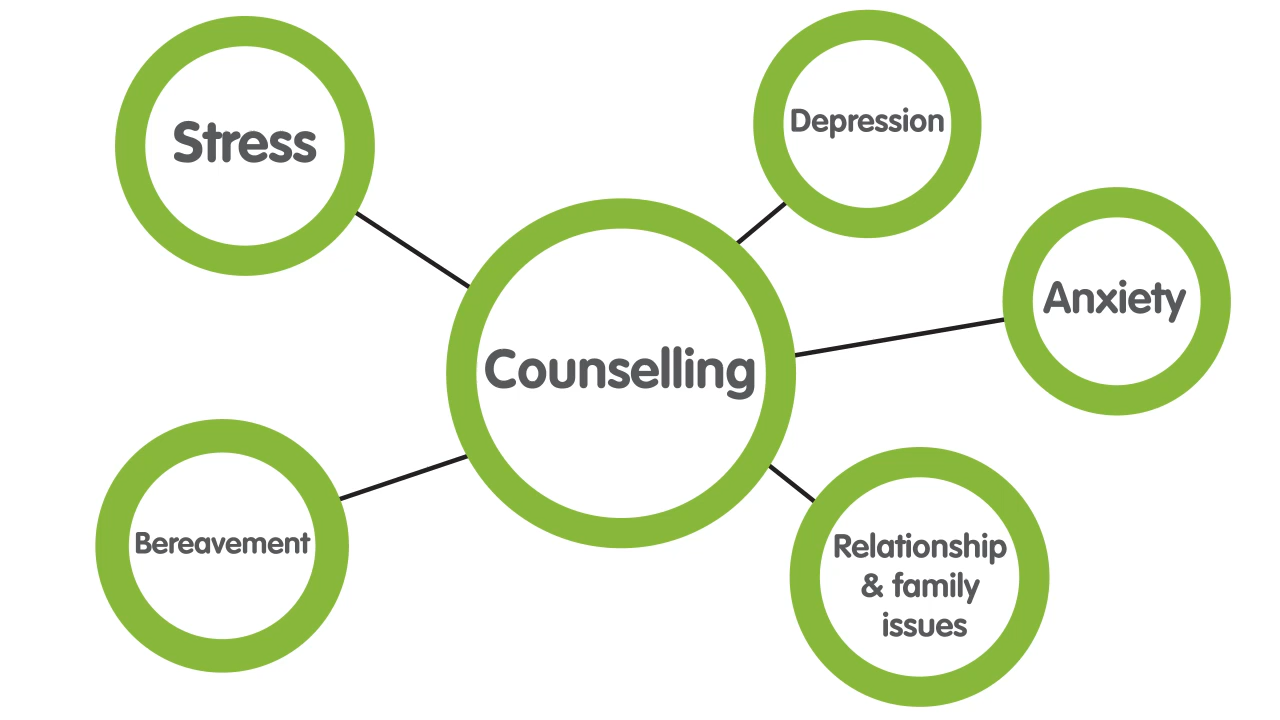 Stress
Depression
Anxiety
Counselling
Bereavement
Relationship
& family
issues